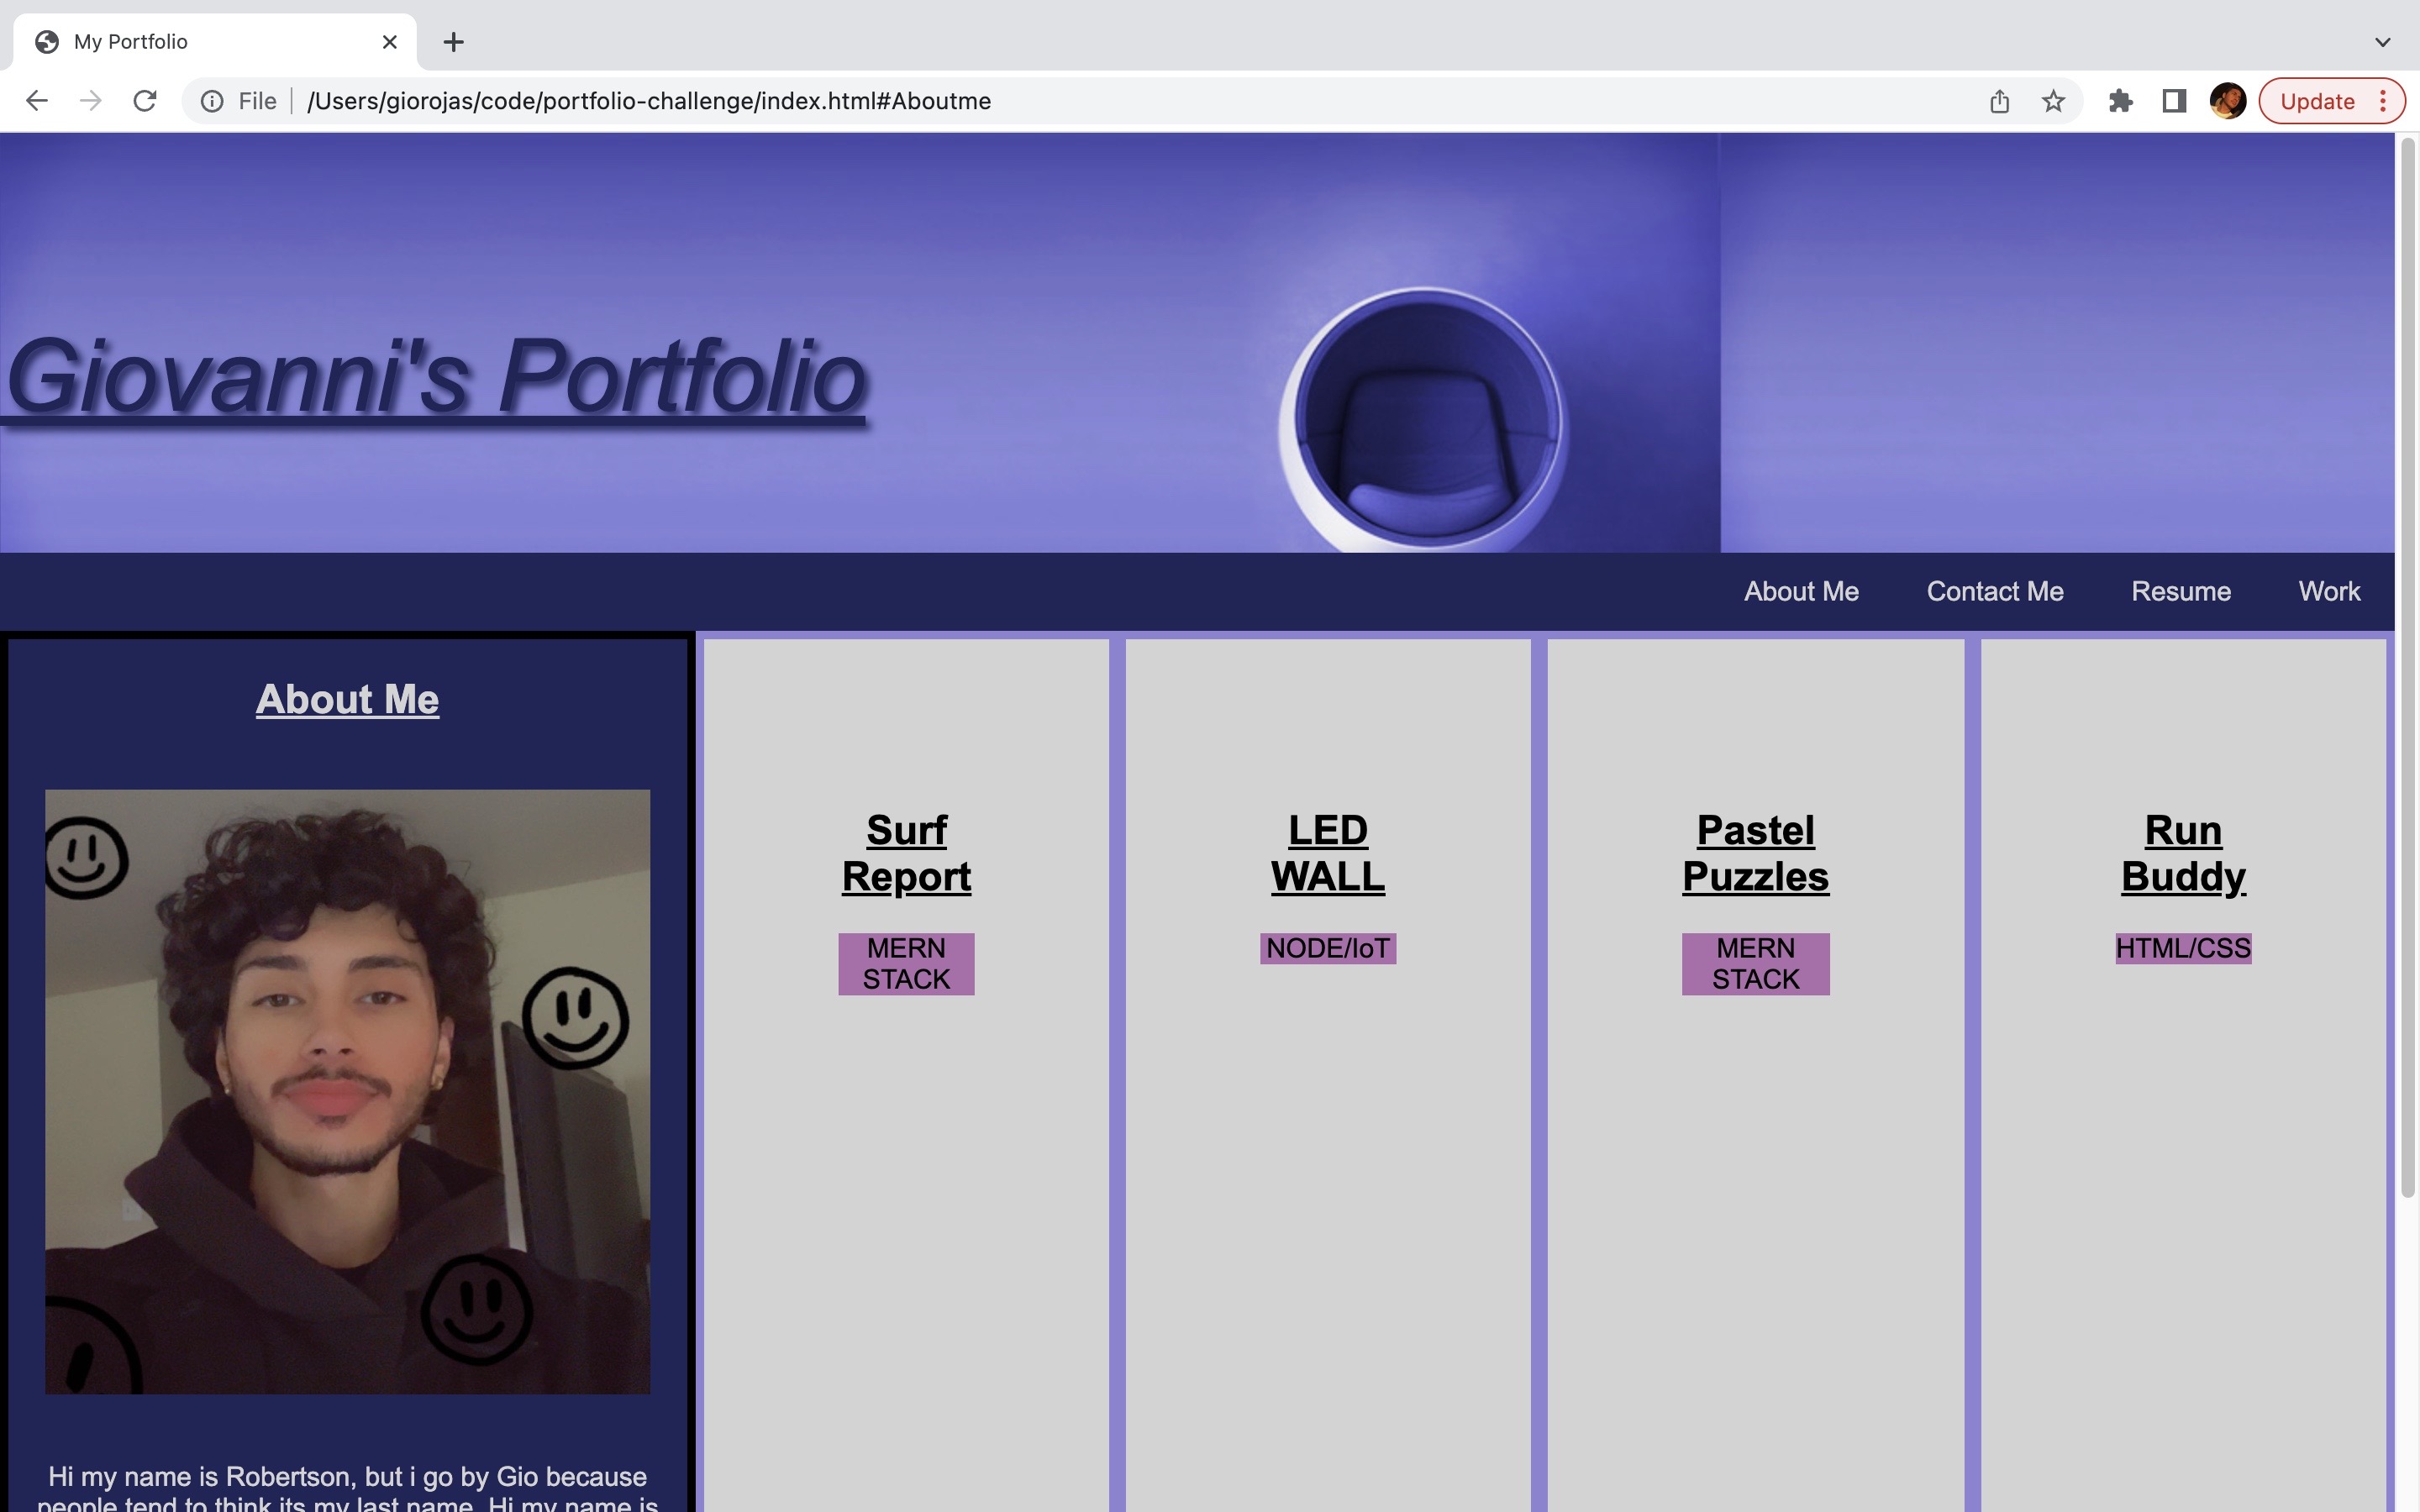 My Portfolio
File /Users/giorojas/code/portfolio-challenge/index.html#Aboutme
Update
Giovanni's Portfolio
About Me Contact Me Resume Work
About Me
Surf
Report
MERN
STACK
LED
WALL
NODE/IoT
Pastel
Puzzles
MERN
STACK
Run
Buddy
HTML/CSS
Hi my name is Robertson, but i go by Gio because
people tend to think its my last name. Hi my name is